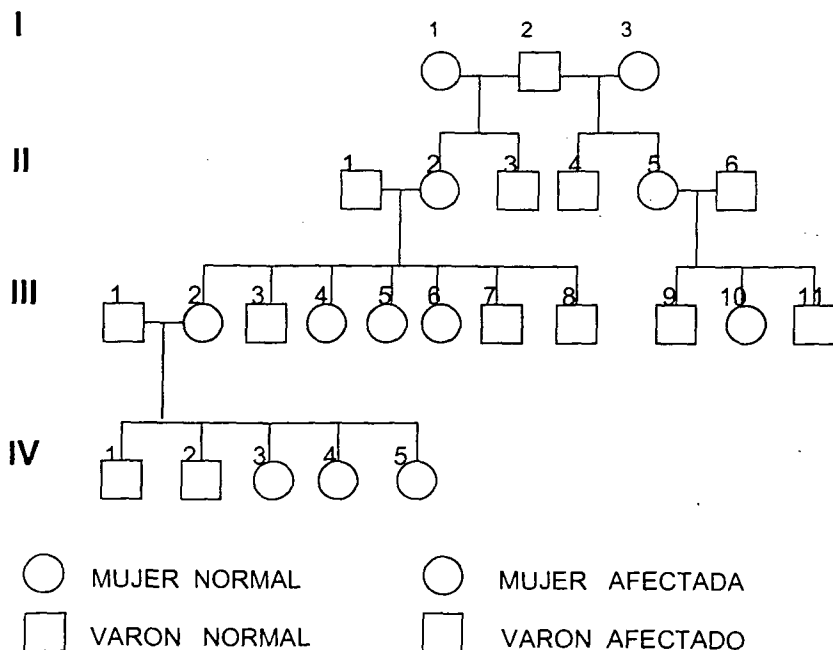 I
1 2 3
II
1 2 3 4 5 6
III
1 2 3 4 5 6 7 8 9 10 11
IV
1 2 3 4 5
MUJER NORMAL MUJER AFECTADA
VARON NORMAL VARON AFECTADO